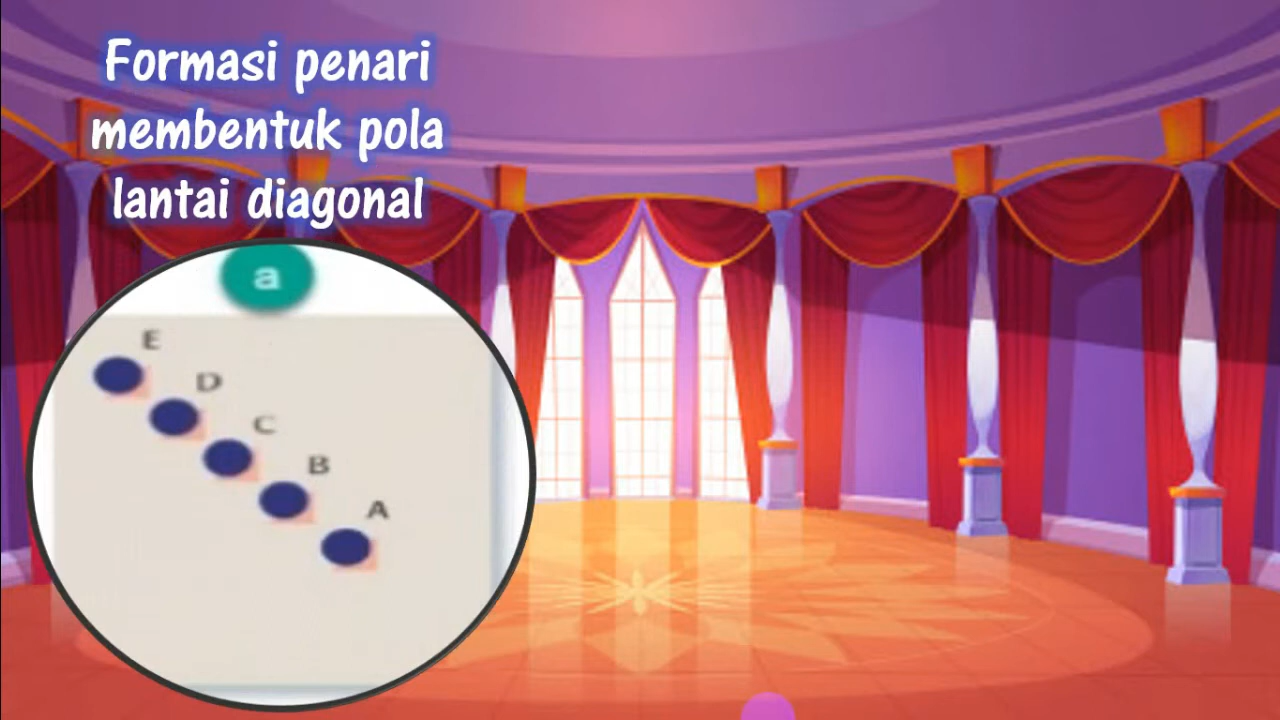 Formasi penari
membentuk pola
lantai diagonal
a
E
D
C
B
A